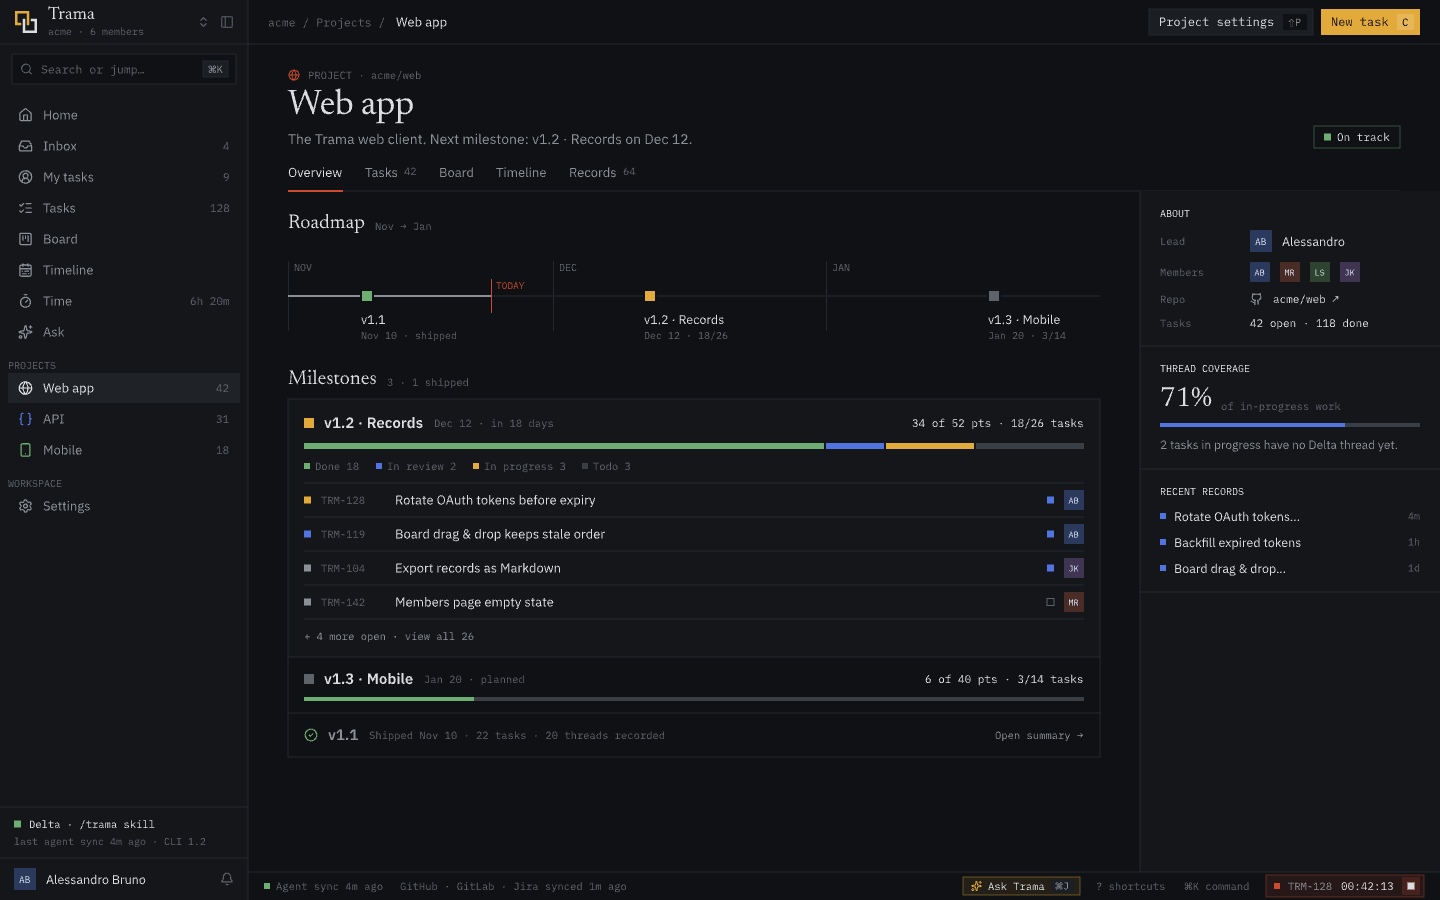 Trama
acme · 6 members
Search or jump… ⌘K
Home
Inbox 4
My tasks 9
Tasks 128
Board
Timeline
Time 6h 20m
Ask
PROJECTS
Web app 42
API 31
Mobile 18
WORKSPACE
Settings
Delta · /trama skill
last agent sync 4m ago · CLI 1.2
AB Alessandro Bruno
acme / Projects / Web app
Project settings ⇧P
New task C
PROJECT · acme/web
Web app
The Trama web client. Next milestone: v1.2 · Records on Dec 12.
On track
Overview Tasks 42 Board Timeline Records 64
Roadmap Nov → Jan
NOV DEC JAN
TODAY
v1.1 v1.2 · Records v1.3 · Mobile
Nov 10 · shipped Dec 12 · 18/26 Jan 20 · 3/14
Milestones 3 · 1 shipped
v1.2 · Records Dec 12 · in 18 days 34 of 52 pts · 18/26 tasks
Done 18 In review 2 In progress 3 Todo 3
TRM-128 Rotate OAuth tokens before expiry AB
TRM-119 Board drag & drop keeps stale order AB
TRM-104 Export records as Markdown JK
TRM-142 Members page empty state MR
+ 4 more open · view all 26
v1.3 · Mobile Jan 20 · planned 6 of 40 pts · 3/14 tasks
v1.1 Shipped Nov 10 · 22 tasks · 20 threads recorded Open summary →
ABOUT
Lead AB Alessandro
Members AB MR LS JK
Repo acme/web ↗
Tasks 42 open · 118 done
THREAD COVERAGE
71% of in-progress work
2 tasks in progress have no Delta thread yet.
RECENT RECORDS
Rotate OAuth tokens… 4m
Backfill expired tokens 1h
Board drag & drop… 1d
Agent sync 4m ago GitHub · GitLab · Jira synced 1m ago
Ask Trama ⌘J ? shortcuts ⌘K command TRM-128 00:42:13